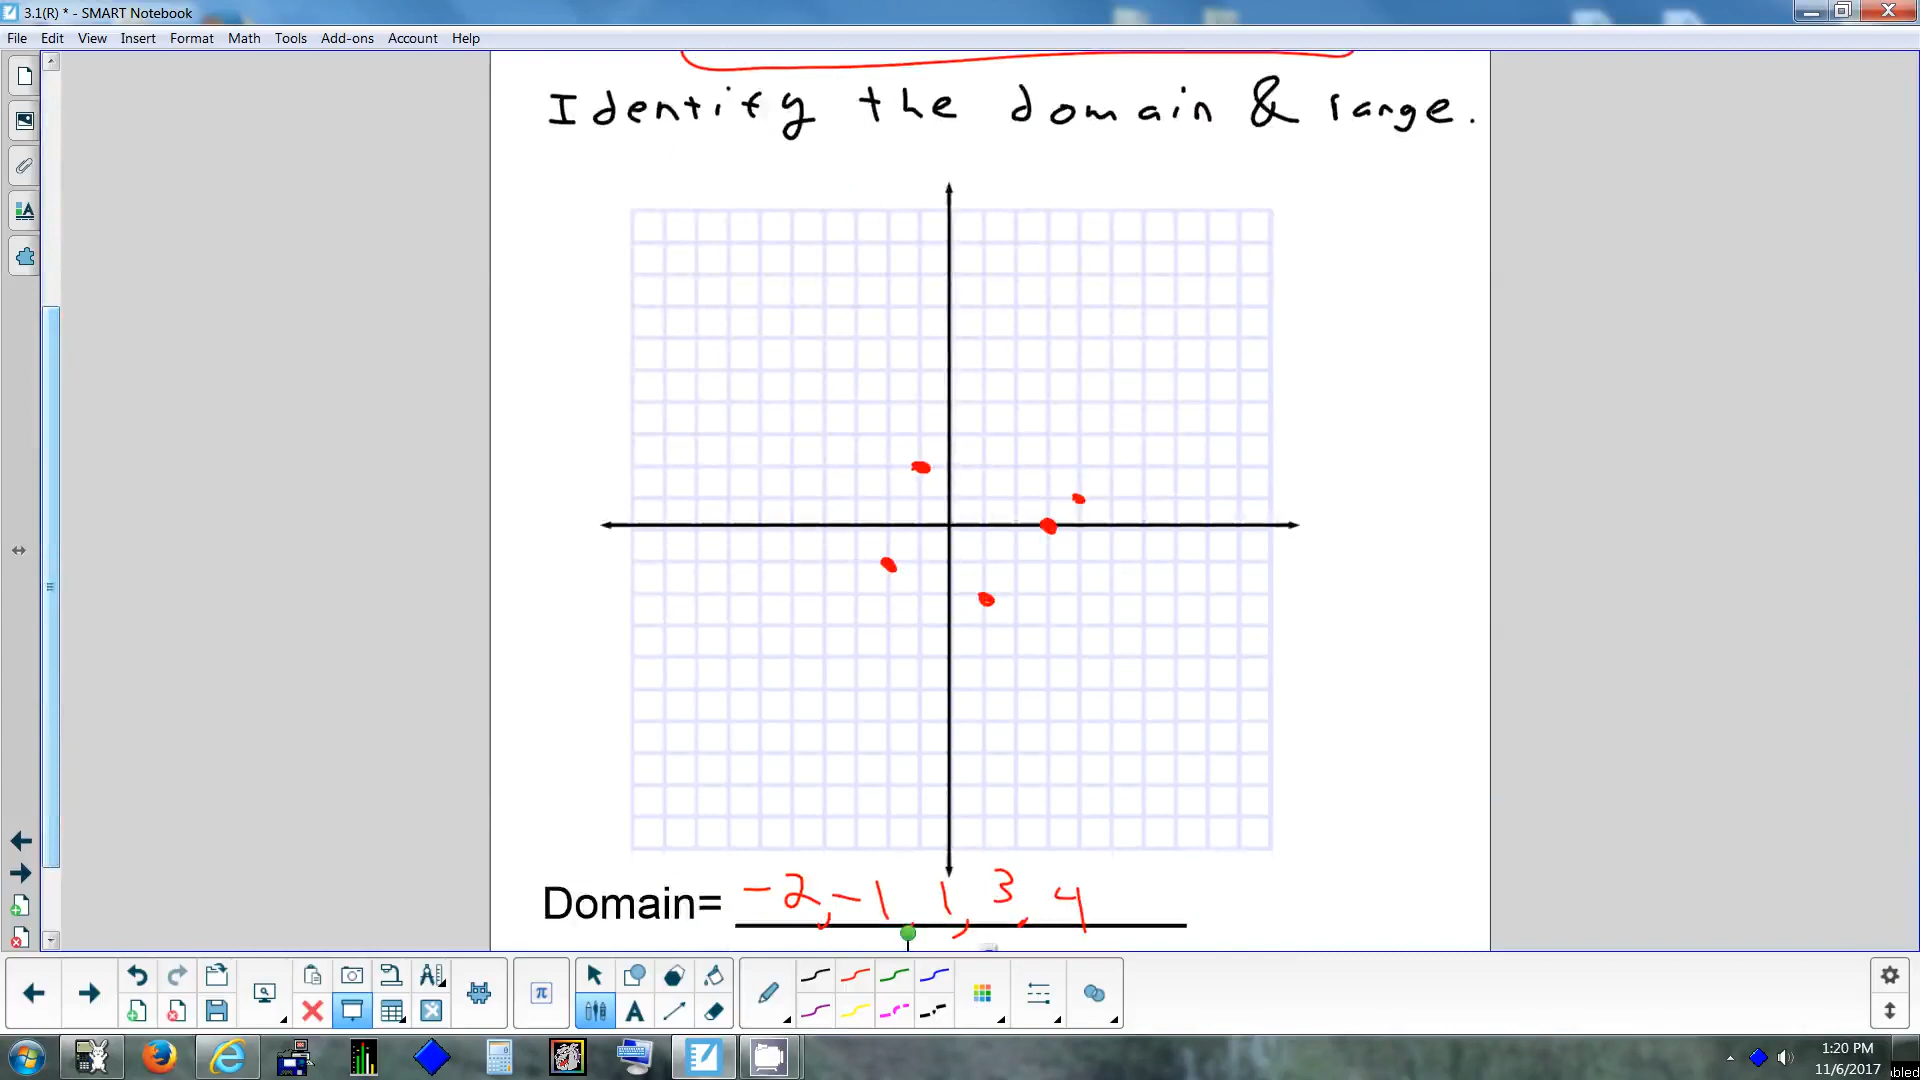 3.1(R) * - SMART Notebook
File Edit View Insert Format Math Tools Add-ons Account Help
Identify the domain & range.
Domain= -2, -1, 1, 3, 4
1:20 PM
11/6/2017
bled